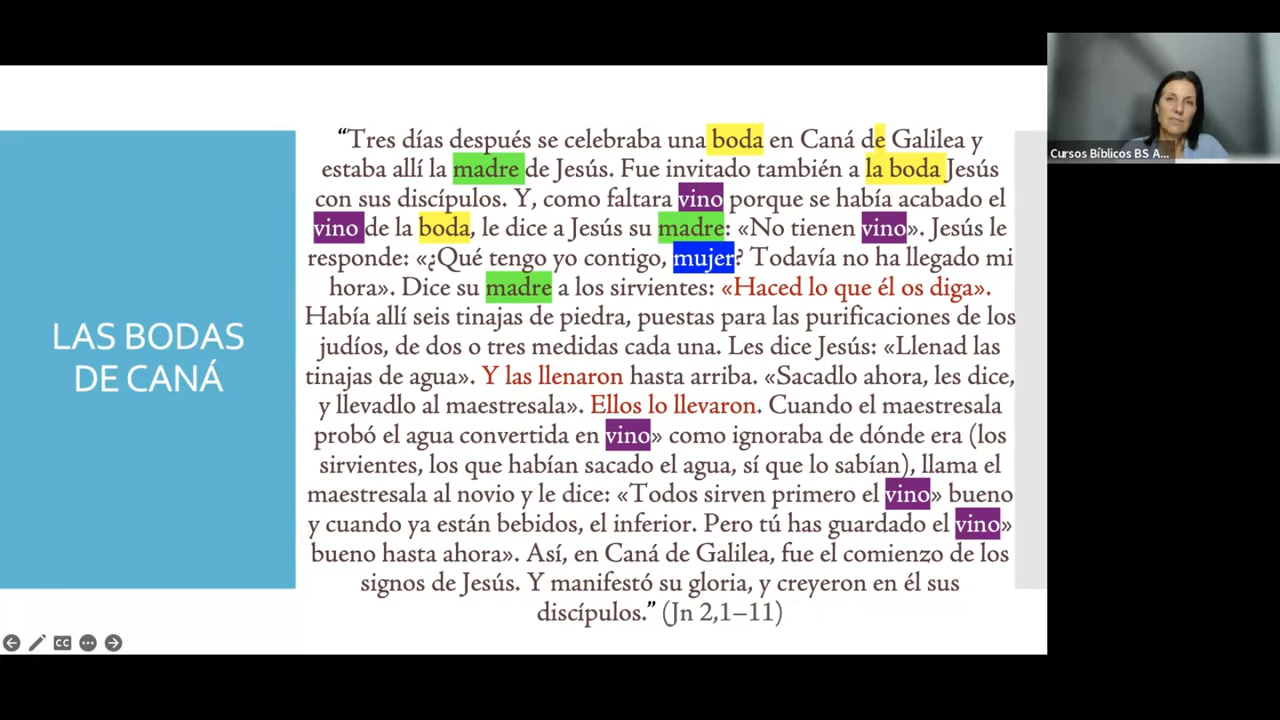 LAS BODAS
DE CANÁ
“Tres días después se celebraba una boda en Caná de Galilea y
estaba allí la madre de Jesús. Fue invitado también a la boda Jesús
con sus discípulos. Y, como faltara vino porque se había acabado el
vino de la boda, le dice a Jesús su madre: «No tienen vino». Jesús le
responde: «¿Qué tengo yo contigo, mujer? Todavía no ha llegado mi
hora». Dice su madre a los sirvientes: «Haced lo que él os diga».
Había allí seis tinajas de piedra, puestas para las purificaciones de los
judíos, de dos o tres medidas cada una. Les dice Jesús: «Llenad las
tinajas de agua». Y las llenaron hasta arriba. «Sacadlo ahora, les dice,
y llevadlo al maestresala». Ellos lo llevaron. Cuando el maestresala
probó el agua convertida en vino» como ignoraba de dónde era (los
sirvientes, los que habían sacado el agua, sí que lo sabían), llama el
maestresala al novio y le dice: «Todos sirven primero el vino» bueno
y cuando ya están bebidos, el inferior. Pero tú has guardado el vino»
bueno hasta ahora». Así, en Caná de Galilea, fue el comienzo de los
signos de Jesús. Y manifestó su gloria, y creyeron en él sus
discípulos.” (Jn 2,1–11)
Cursos Bíblicos BS A...
CC